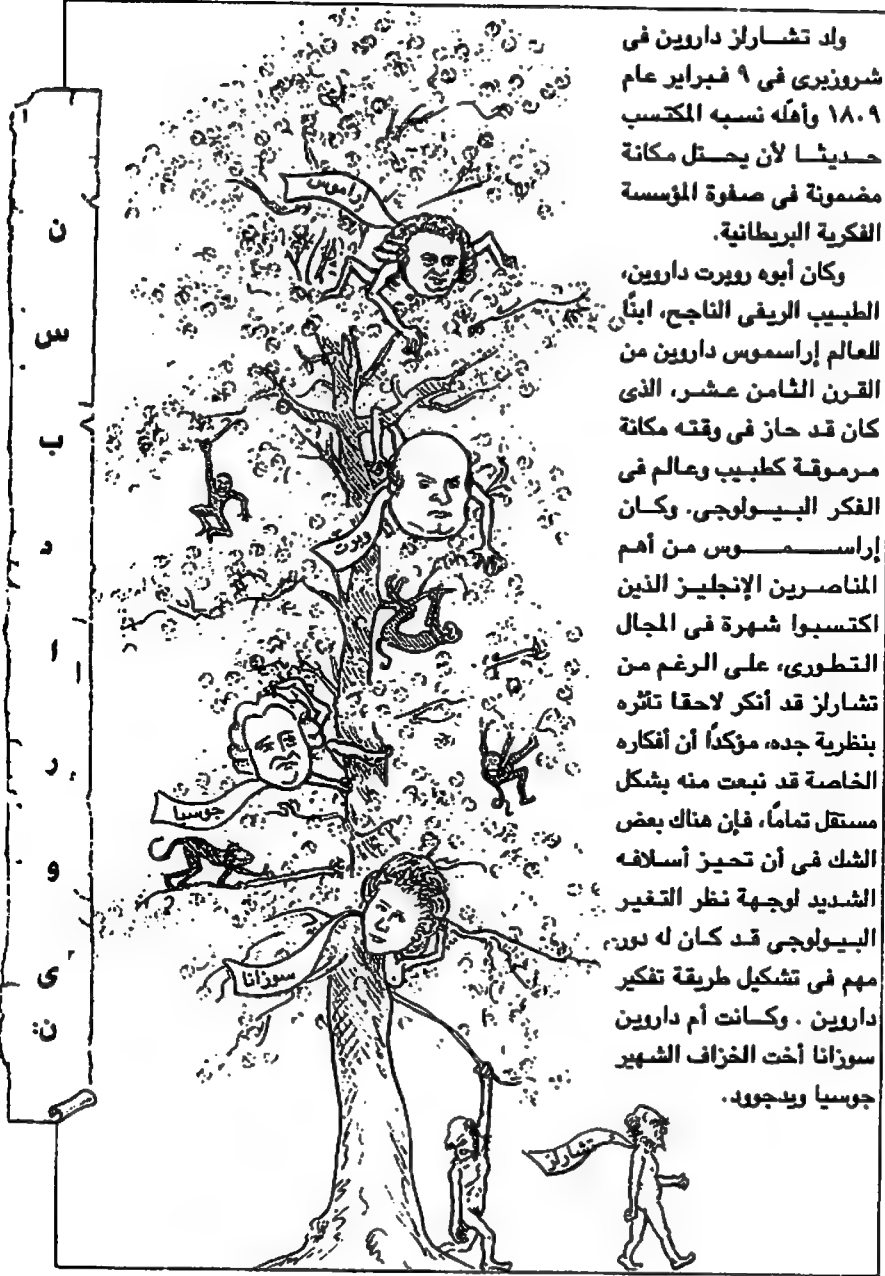 ولد تشارلز داروين فى
شروزبرى فى ٩ فبراير عام
١٨٠٩ وأهّله نسبه المكتسب
حديثا لأن يحتل مكانة
مضمونة فى صفوة المؤسسة
الفكرية البريطانية.
وكان أبوه روبرت داروين،
الطبيب الريفى الناجح، ابنًا
للعالم إراسموس داروين من
القرن الثامن عشر، الذى
كان قد حاز فى وقته مكانة
مرموقة كطبيب وعالم فى
الفكر البيولوجى. وكان
إراسموس من أهم
المناصرين الإنجليز الذين
اكتسبوا شهرة فى المجال
التطورى، على الرغم من
تشارلز قد أنكر لاحقا تأثره
بنظرية جده، مؤكدًا أن أفكاره
الخاصة قد نبعت منه بشكل
مستقل تمامًا، فإن هناك بعض
الشك فى أن تحيز أسلافه
الشديد لوجهة نظر التغير
البيولوجى قد كان له دور
مهم فى تشكيل طريقة تفكير
داروين . وكانت أم داروين
سوزانا أخت الخزاف الشهير
جوسيا ويدجوود.
راموس
وبرت
جوسيا
سوزانا
تشارلز
ن
س
ب
د
ا
ر
و
ى
ن